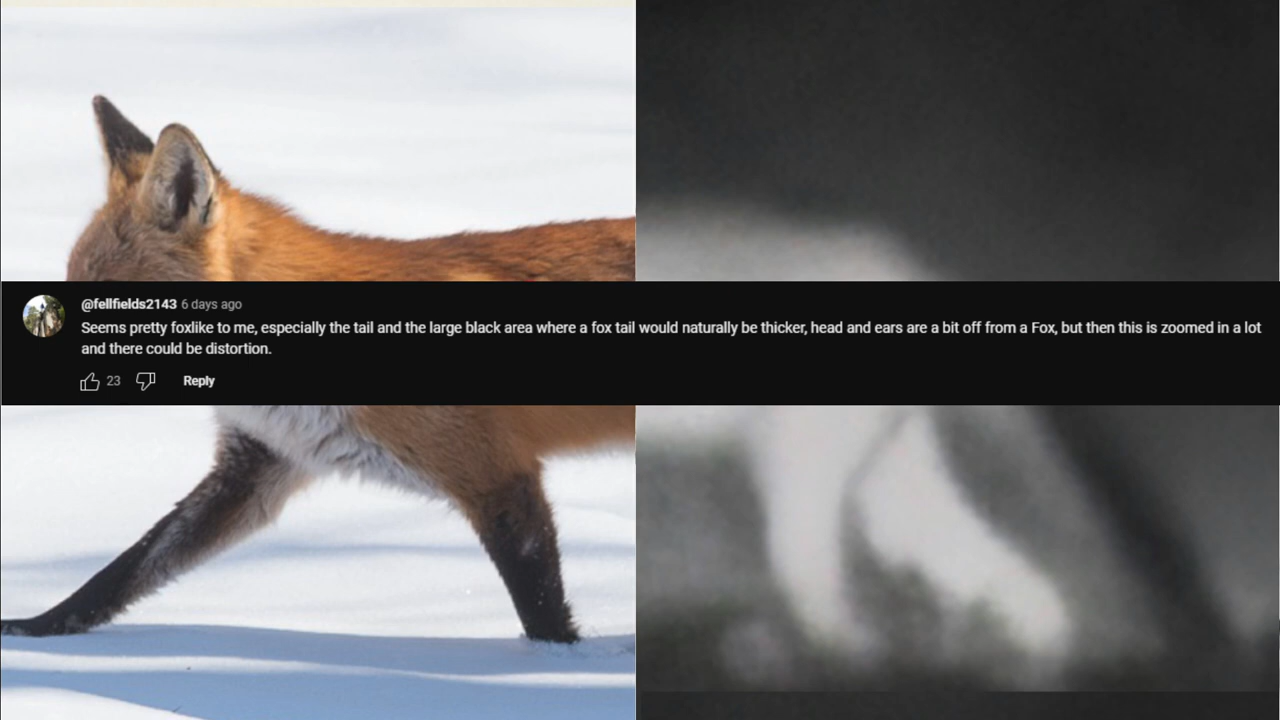 @fellfields2143 6 days ago
Seems pretty foxlike to me, especially the tail and the large black area where a fox tail would naturally be thicker, head and ears are a bit off from a Fox, but then this is zoomed in a lot
and there could be distortion.
23 Reply